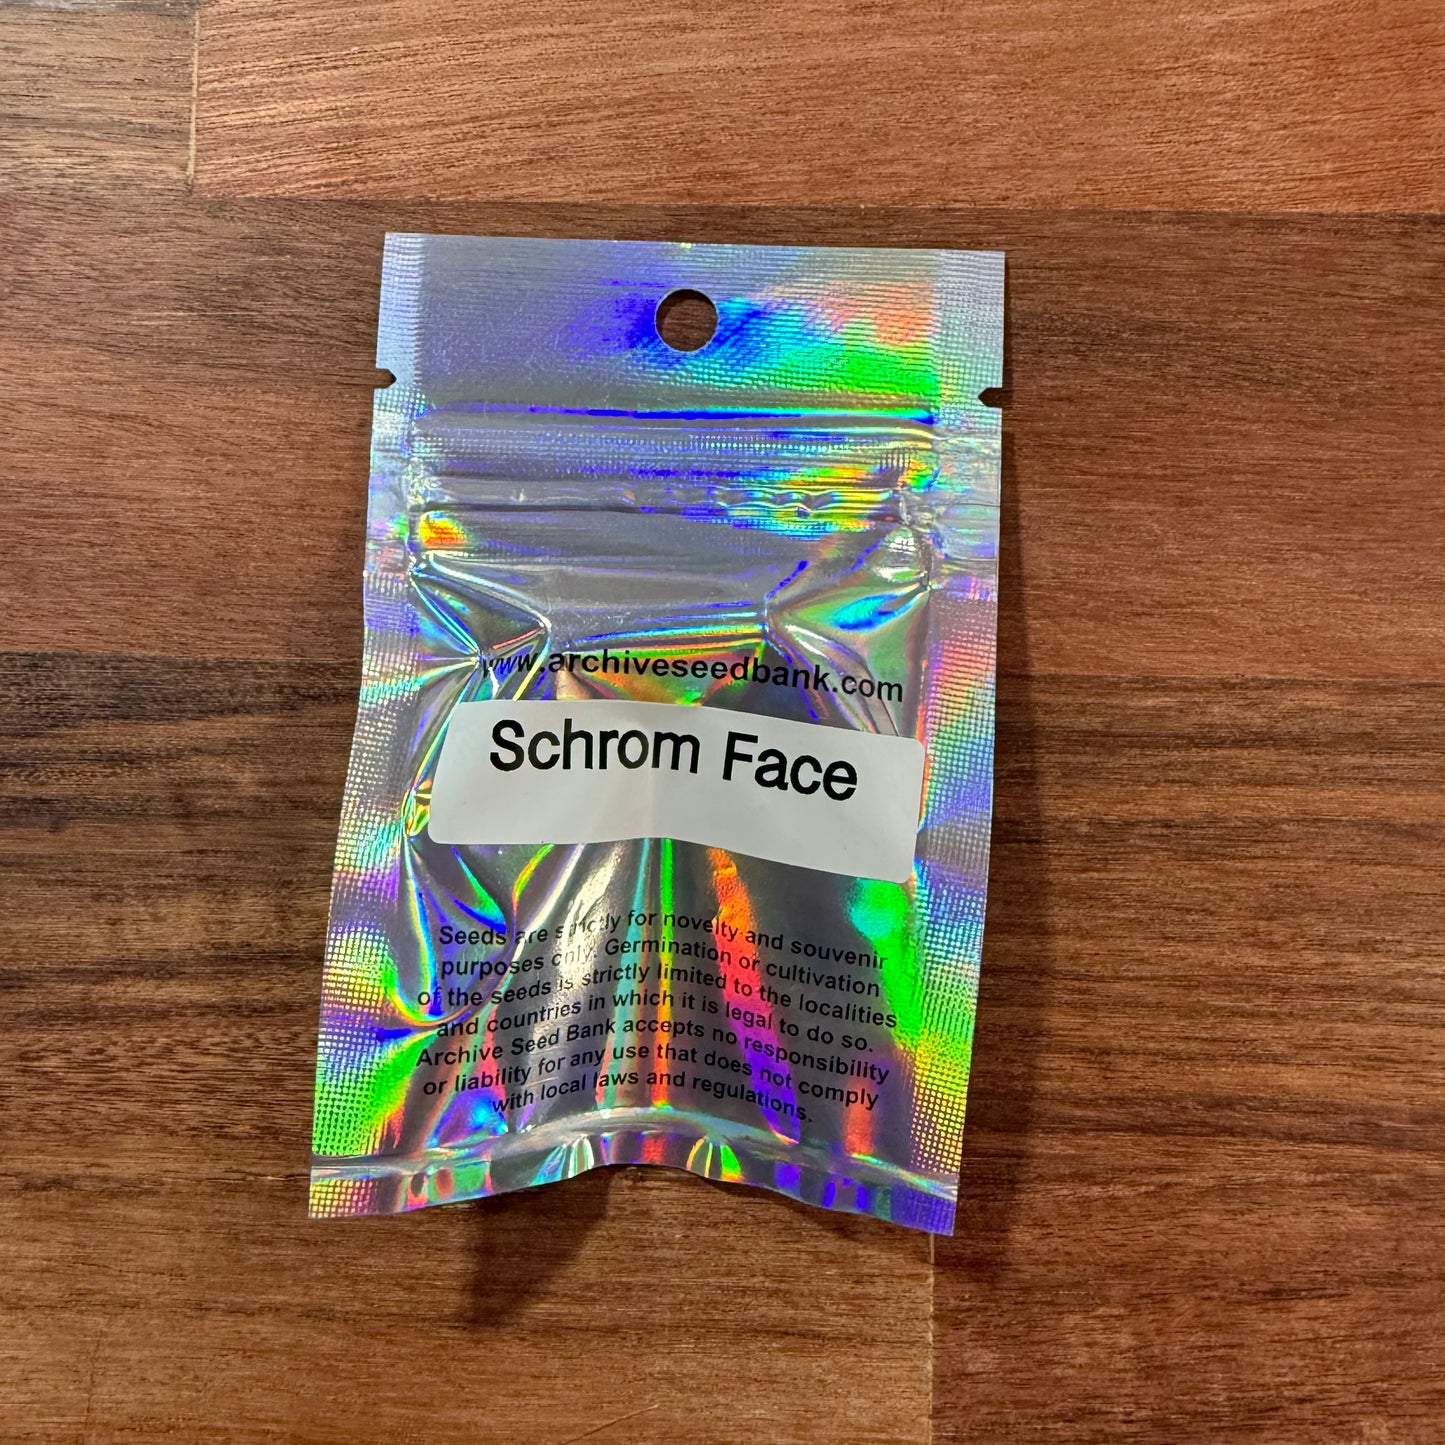 www.archiveseedbank.com
Schrom Face
Seeds are strictly for novelty and souvenir
purposes only. Germination or cultivation
of the seeds is strictly limited to the localities
and countries in which it is legal to do so.
Archive Seed Bank accepts no responsibility
or liability for any use that does not comply
with local laws and regulations.